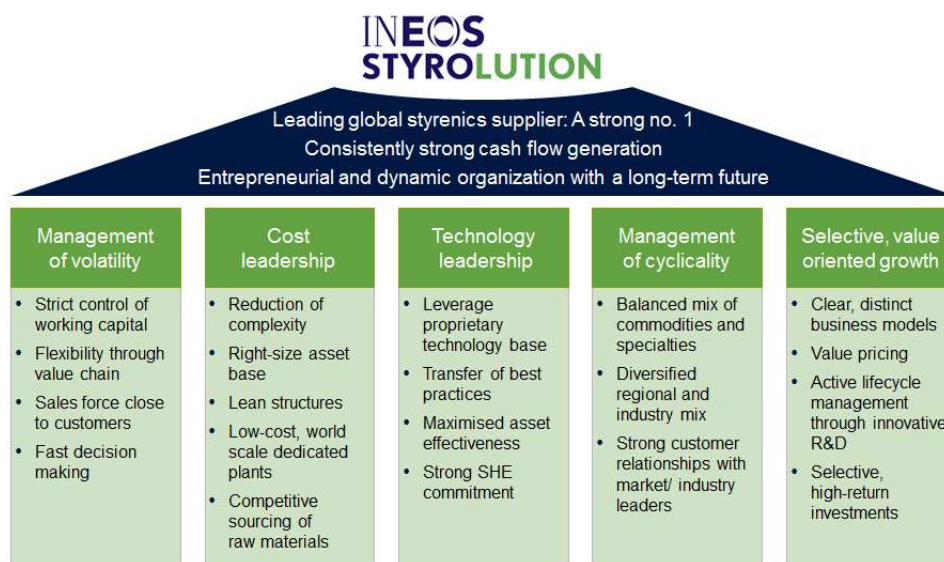 INEOS
STYROLUTION
Leading global styrenics supplier: A strong no. 1
Consistently strong cash flow generation
Entrepreneurial and dynamic organization with a long-term future
Management
of volatility
• Strict control of
working capital
• Flexibility through
value chain
• Sales force close
to customers
• Fast decision
making
Cost
leadership
• Reduction of
complexity
• Right-size asset
base
• Lean structures
• Low-cost, world
scale dedicated
plants
• Competitive
sourcing of
raw materials
Technology
leadership
• Leverage
proprietary
technology base
• Transfer of best
practices
• Maximised asset
effectiveness
• Strong SHE
commitment
Management
of cyclicality
• Balanced mix of
commodities and
specialties
• Diversified
regional and
industry mix
• Strong customer
relationships with
market/ industry
leaders
Selective, value
oriented growth
• Clear, distinct
business models
• Value pricing
• Active lifecycle
management
through innovative
R&D
• Selective,
high-return
investments